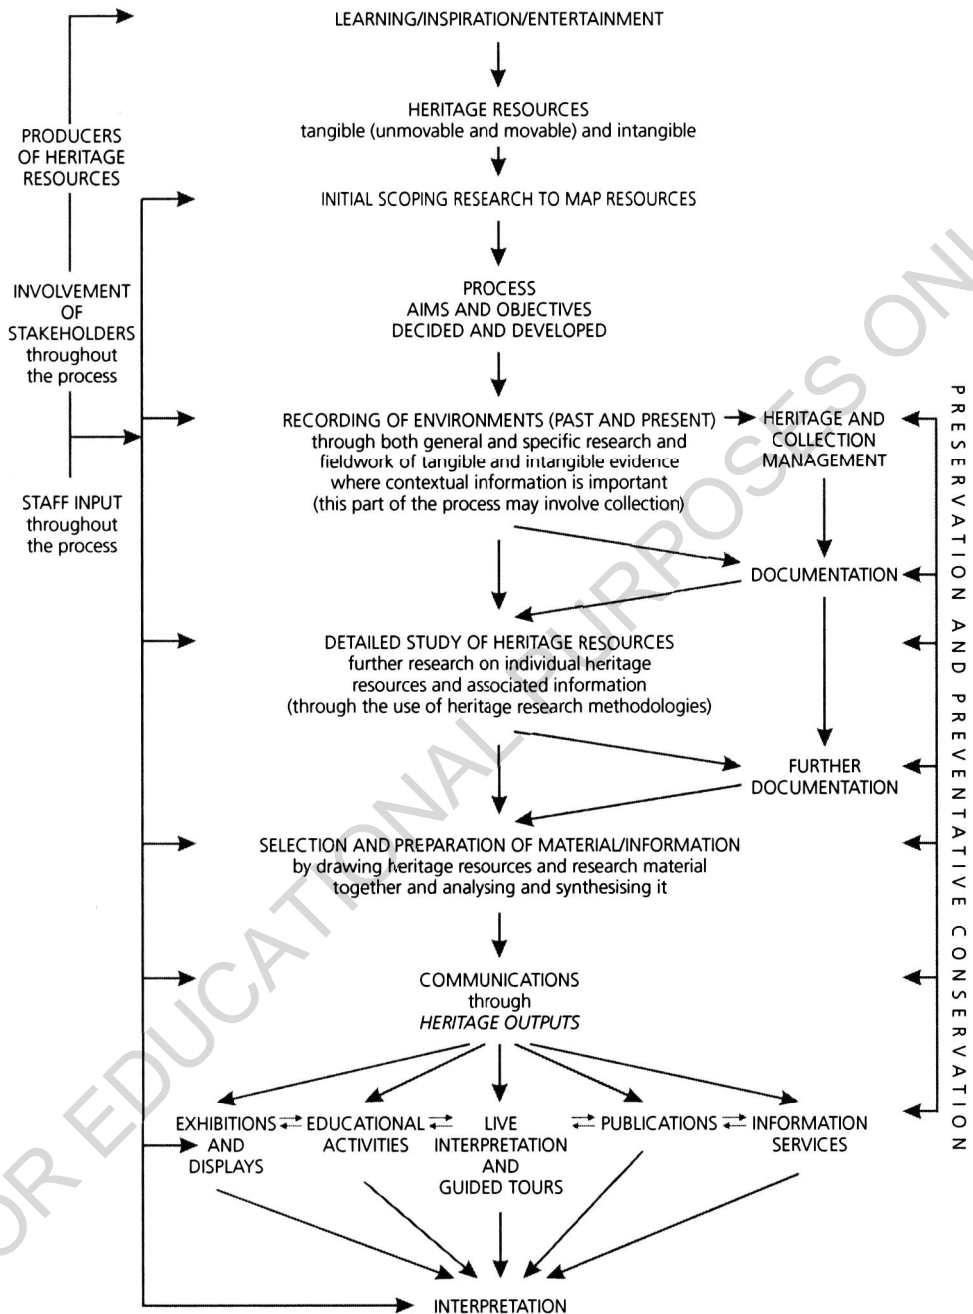 LEARNING/INSPIRATION/ENTERTAINMENT
HERITAGE RESOURCES
tangible (unmovable and movable) and intangible
PRODUCERS
OF HERITAGE
RESOURCES
INITIAL SCOPING RESEARCH TO MAP RESOURCES
INVOLVEMENT
OF
STAKEHOLDERS
throughout
the process
PROCESS
AIMS AND OBJECTIVES
DECIDED AND DEVELOPED
STAFF INPUT
throughout
the process
RECORDING OF ENVIRONMENTS (PAST AND PRESENT)
through both general and specific research and
fieldwork of tangible and intangible evidence
where contextual information is important
(this part of the process may involve collection)
HERITAGE AND
COLLECTION
MANAGEMENT
DOCUMENTATION
DETAILED STUDY OF HERITAGE RESOURCES
further research on individual heritage
resources and associated information
(through the use of heritage research methodologies)
FURTHER
DOCUMENTATION
SELECTION AND PREPARATION OF MATERIAL/INFORMATION
by drawing heritage resources and research material
together and analysing and synthesising it
COMMUNICATIONS
through
HERITAGE OUTPUTS
EXHIBITIONS
AND
DISPLAYS
EDUCATIONAL
ACTIVITIES
LIVE
INTERPRETATION
AND
GUIDED TOURS
PUBLICATIONS
INFORMATION
SERVICES
INTERPRETATION
PRESERVATION AND PREVENTATIVE CONSERVATION
OR EDUCATIONAL PURPOSES ONL